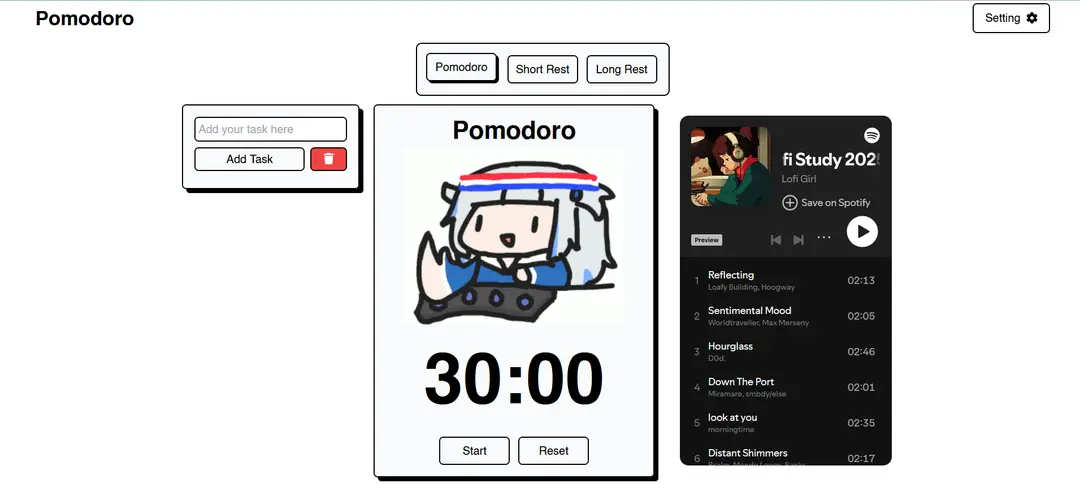 Pomodoro
Setting
Pomodoro
Short Rest
Long Rest
Add your task here
Add Task
Pomodoro
30:00
Start
Reset
fi Study 202
Lofi Girl
Save on Spotify
Preview
1 Reflecting 02:13
Loafy Building, Hoogway
2 Sentimental Mood 02:05
Worldtraveller, Max Merseny
3 Hourglass 02:46
D0d.
4 Down The Port 02:01
Miramare, smbdy/else
5 look at you 02:35
morningtime
6 Distant Shimmers 02:17